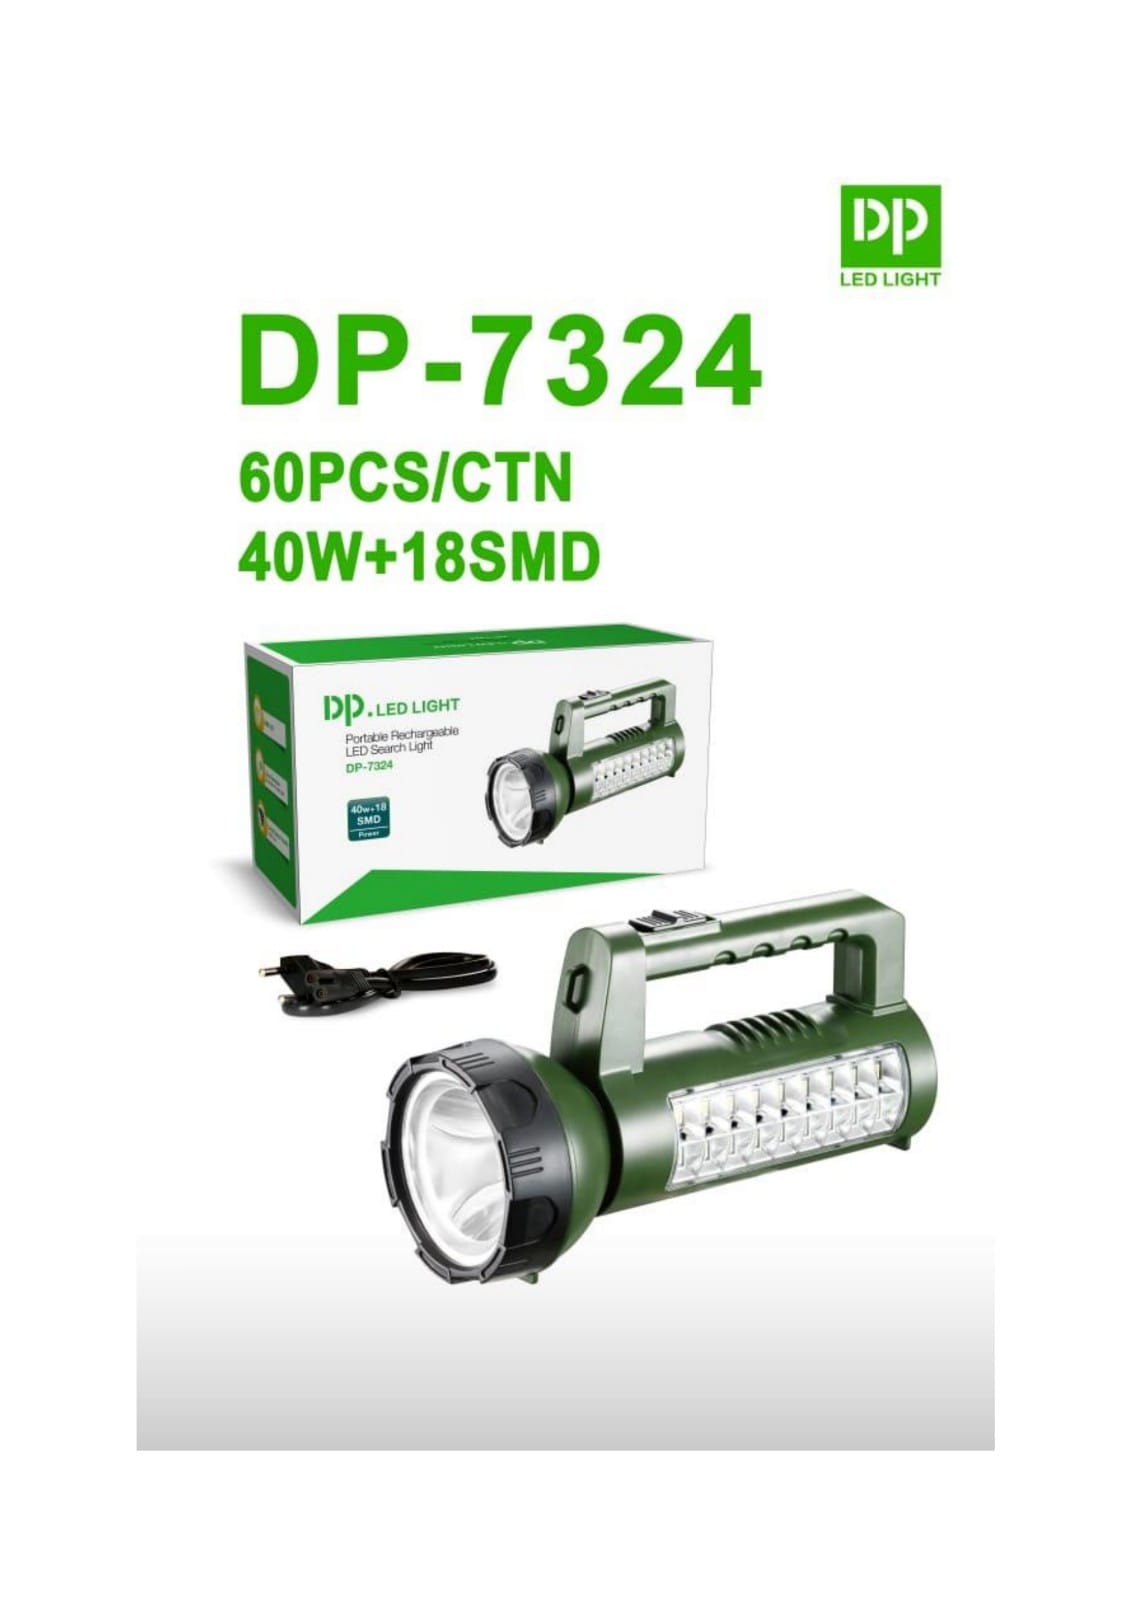 DP
LED LIGHT
DP-7324
60PCS/CTN
40W+18SMD
DP.LED LIGHT
Portable Rechargeable
LED Search Light
DP-7324
40w+18
SMD
Power